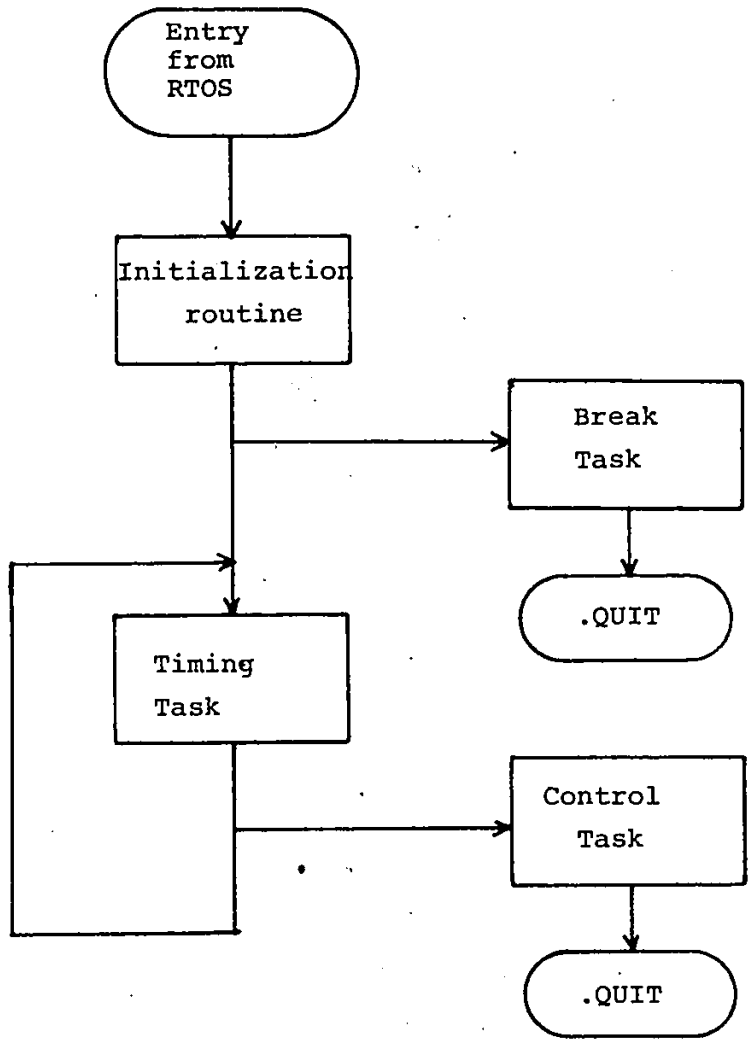 Entry
from
RTOS
Initialization
routine
Break
Task
.QUIT
Timing
Task
Control
Task
.QUIT